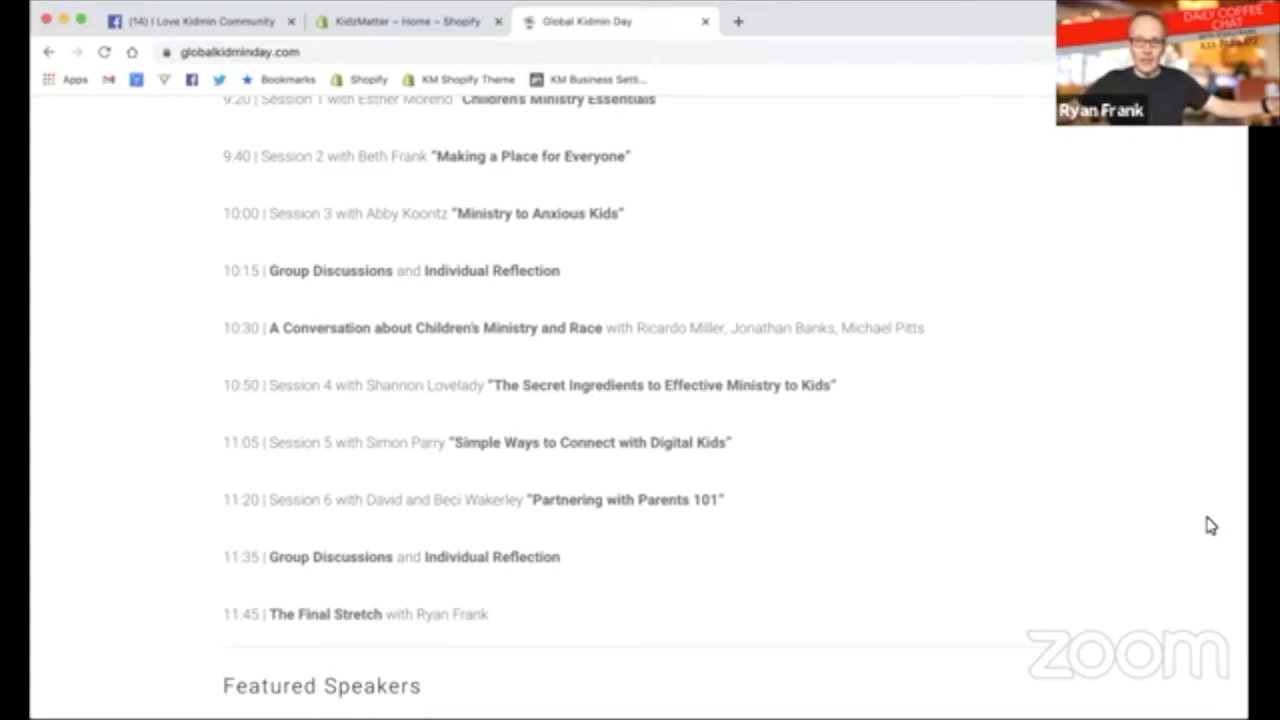 (14) I Love Kidmin Community
KidzMatter ~ Home ~ Shopify
Global Kidmin Day
globalkidminday.com
Apps
Bookmarks
Shopify
KM Shopify Theme
KM Business Setti...
DAILY COFFEE
CHAT
Ryan Frank
9:20 | Session 1 with Esther Moreno "Children's Ministry Essentials
9:40 | Session 2 with Beth Frank "Making a Place for Everyone"
10:00 | Session 3 with Abby Koontz "Ministry to Anxious Kids"
10:15 | Group Discussions and Individual Reflection
10:30 | A Conversation about Children's Ministry and Race with Ricardo Miller, Jonathan Banks, Michael Pitts
10:50 | Session 4 with Shannon Lovelady "The Secret Ingredients to Effective Ministry to Kids"
11:05 | Session 5 with Simon Parry "Simple Ways to Connect with Digital Kids"
11:20 | Session 6 with David and Beci Wakerley "Partnering with Parents 101"
11:35 | Group Discussions and Individual Reflection
11:45 | The Final Stretch with Ryan Frank
Featured Speakers
zoom